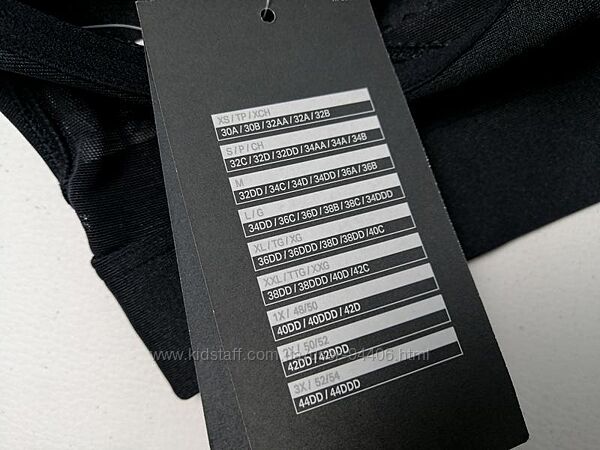 XS / TP / XCH
30A / 30B / 32AA / 32A / 32B
S / P / CH
32C / 32D / 32DD / 34AA / 34A / 34B
M
32DD / 34C / 34D / 34DD / 36A / 36B
L / G
34DD / 36C / 36D / 38B / 38C / 34DDD
XL / TG / XG
36DD / 36DDD / 38D / 38DD / 40C
XXL / TTG / XXG
38DD / 38DDD / 40D / 42C
1X / 48/50
40DD / 40DDD / 42D
2X / 50/52
42DD / 42DDD
3X / 52/54
44DD / 44DDD